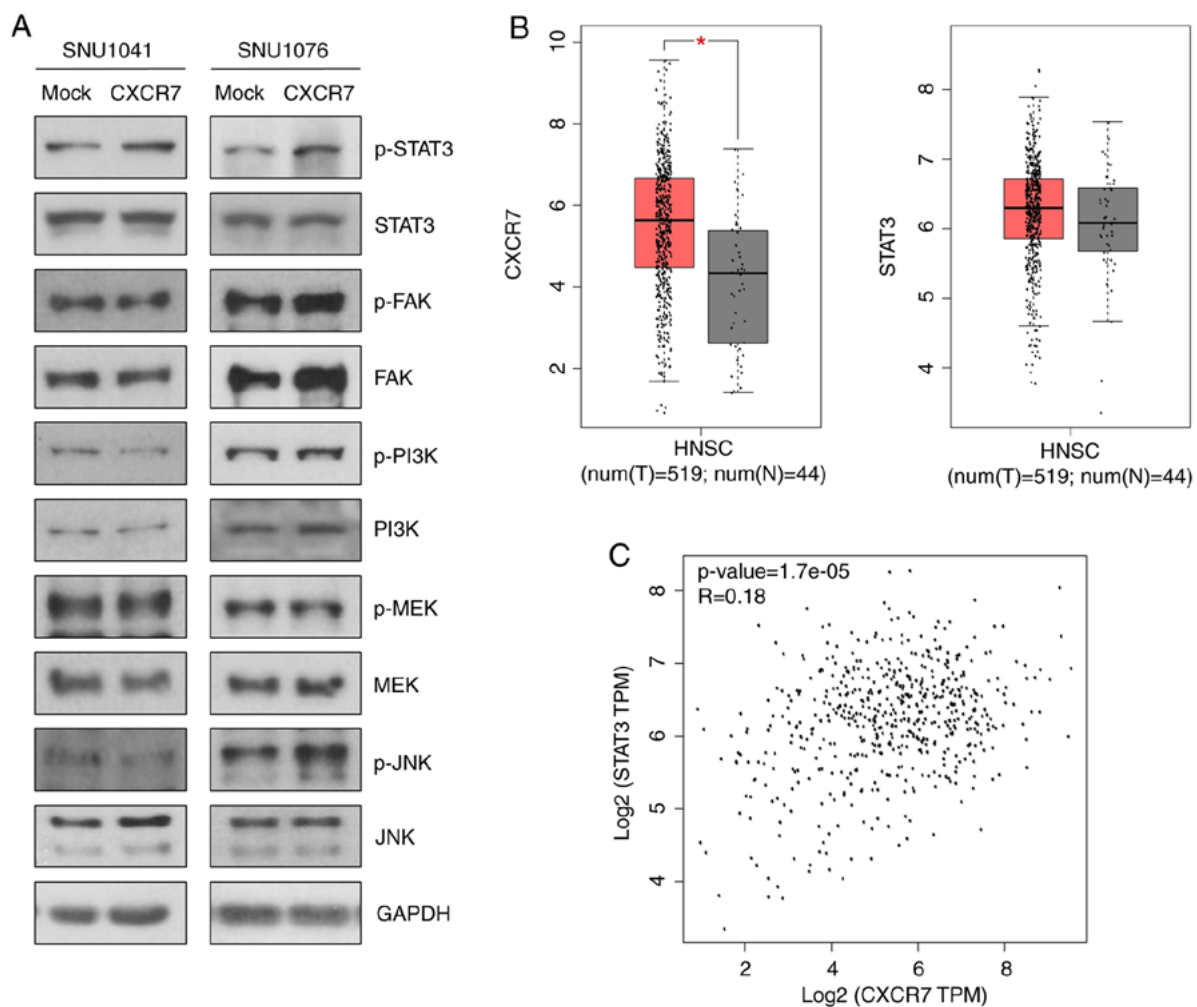 A
SNU1041 SNU1076
Mock CXCR7 Mock CXCR7
p-STAT3
STAT3
p-FAK
FAK
p-PI3K
PI3K
p-MEK
MEK
p-JNK
JNK
GAPDH
B
10
8
6
4
2
CXCR7
*
HNSC
(num(T)=519; num(N)=44)
8
7
6
5
4
STAT3
HNSC
(num(T)=519; num(N)=44)
C
p-value=1.7e-05
R=0.18
8
7
6
5
4
Log2 (STAT3 TPM)
2 4 6 8
Log2 (CXCR7 TPM)